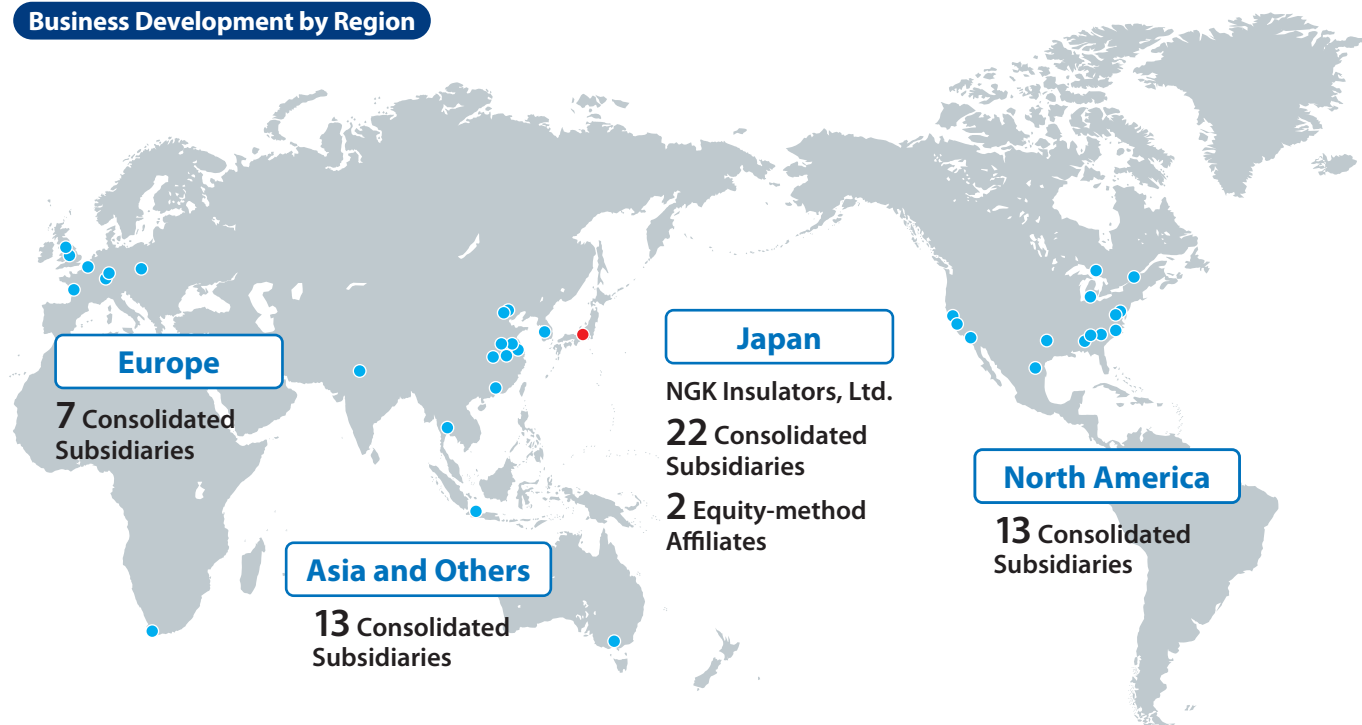 Business Development by Region
Europe
7 Consolidated
Subsidiaries
Asia and Others
13 Consolidated
Subsidiaries
Japan
NGK Insulators, Ltd.
22 Consolidated
Subsidiaries
2 Equity-method
Affiliates
North America
13 Consolidated
Subsidiaries